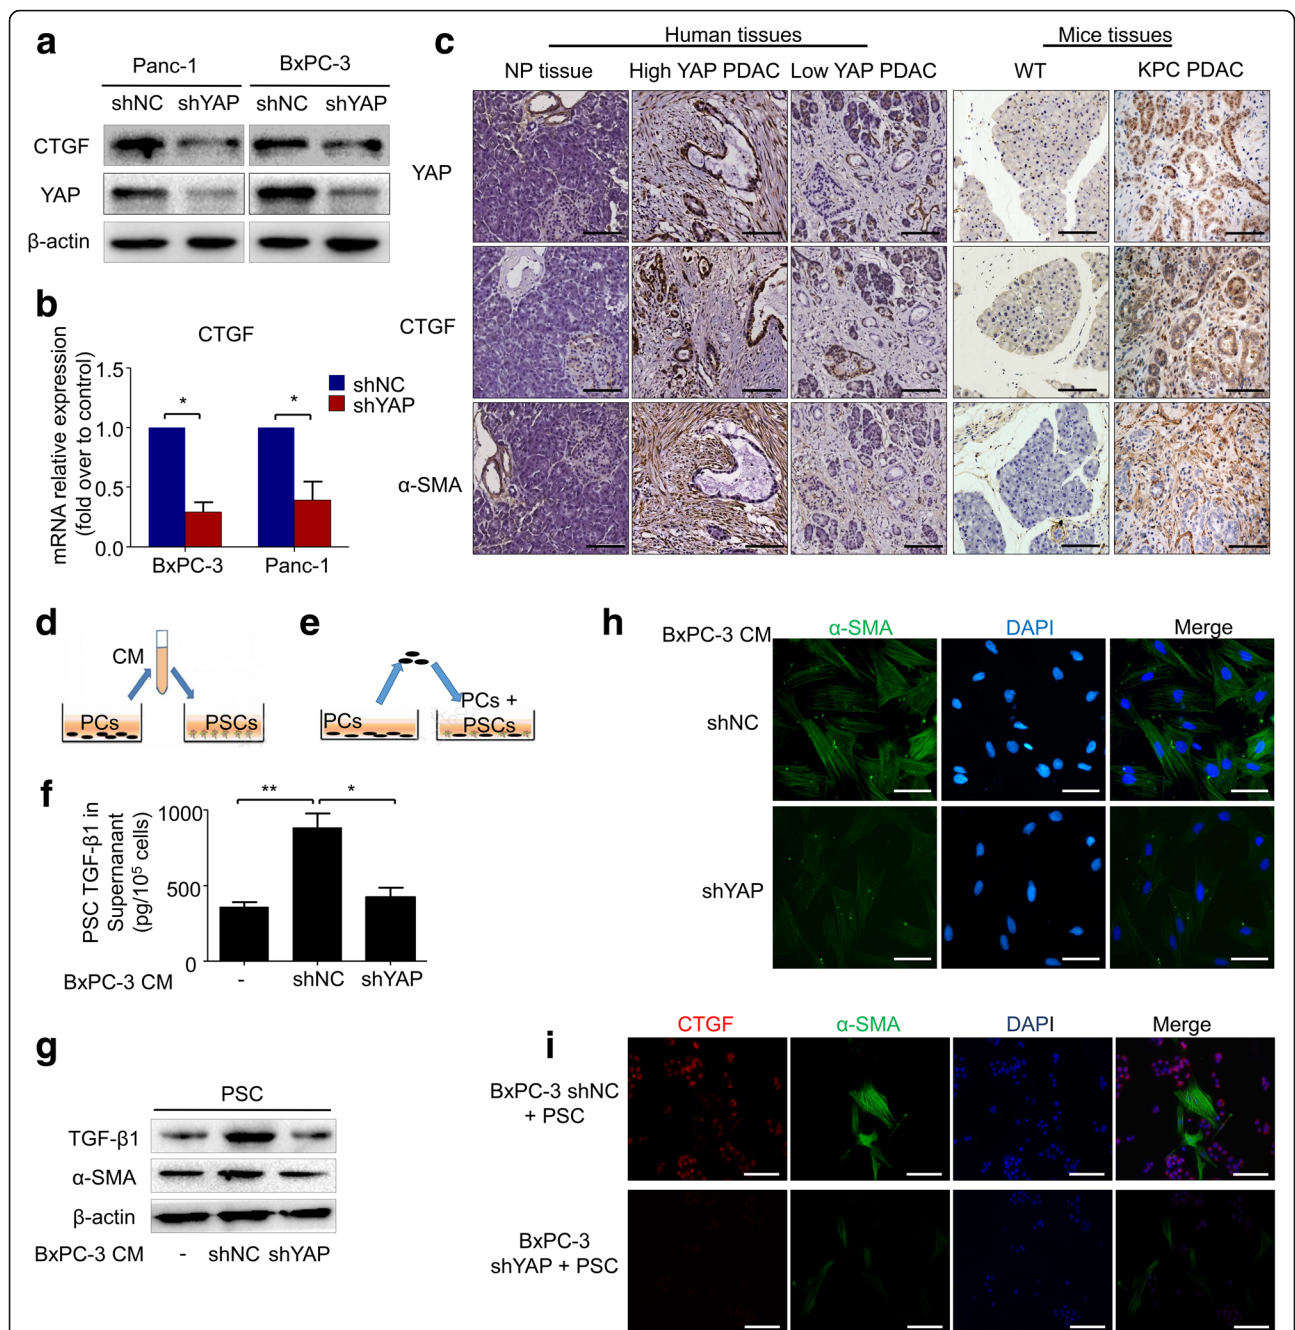 a
Panc-1 BxPC-3
shNC shYAP shNC shYAP
CTGF
YAP
β-actin
b
CTGF
mRNA relative expression
(fold over to control)
1.5
1.0
0.5
0.0
* *
shNC
shYAP
BxPC-3 Panc-1
c
Human tissues Mice tissues
NP tissue High YAP PDAC Low YAP PDAC WT KPC PDAC
YAP
CTGF
α-SMA
d
CM
PCs PSCs
e
PCs
PCs +
PSCs
f
PSC TGF-β1 in
Supernanant
(pg/10⁵ cells)
1000
500
0
** *
BxPC-3 CM - shNC shYAP
g
PSC
TGF-β1
α-SMA
β-actin
BxPC-3 CM - shNC shYAP
h
BxPC-3 CM α-SMA DAPI Merge
shNC
shYAP
i
CTGF α-SMA DAPI Merge
BxPC-3 shNC
+ PSC
BxPC-3
shYAP + PSC